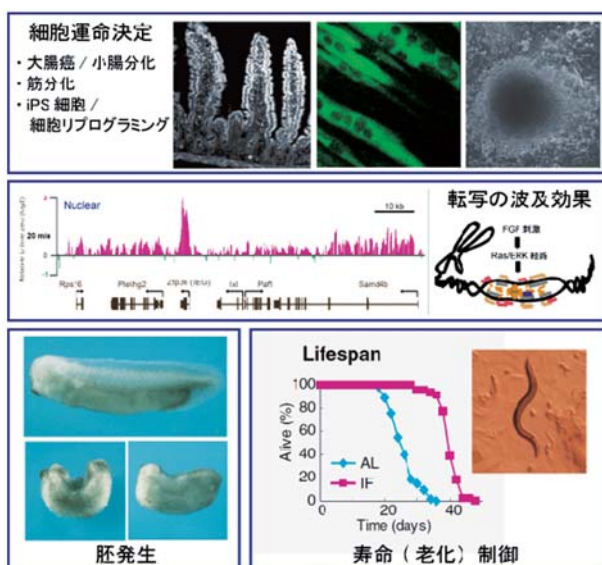 細胞運命決定
・大腸癌 / 小腸分化
・筋分化
・iPS 細胞 /
細胞リプログラミング
Nuclear
10 kb
20 min
転写の波及効果
FGF 刺激
Ras/ERK 経路
Plekhg2
Paf1
Samd4b
Lifespan
100
80
60
40
20
0
Alive (%)
AL
IF
0
20
40
Time (days)
胚発生
寿命 ( 老化 ) 制御